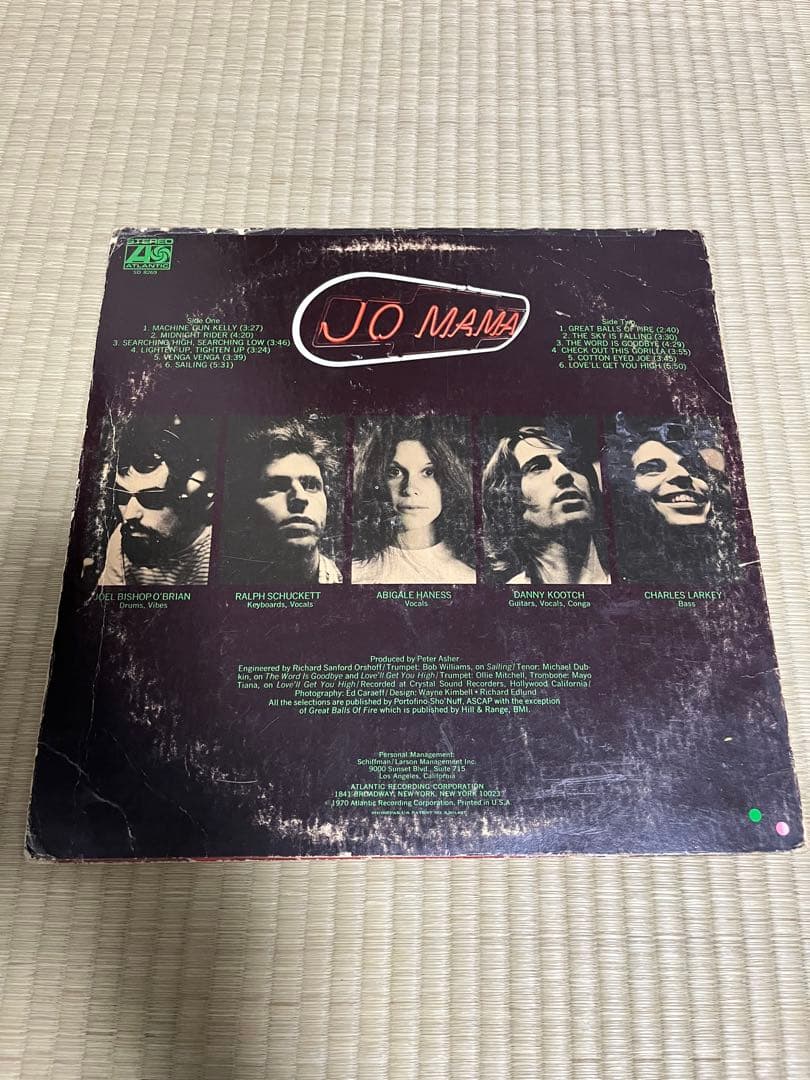 STEREO
ATLANTIC
SD 8269
JO MAMA
Side One
1. MACHINE GUN KELLY (3:27)
2. MIDNIGHT RIDER (4:20)
3. SEARCHING HIGH, SEARCHING LOW (3:46)
4. LIGHTEN UP, TIGHTEN UP (3:24)
5. VENGA VENGA (3:39)
6. SAILING (5:31)
Side Two
1. GREAT BALLS OF FIRE (2:40)
2. THE SKY IS FALLING (3:30)
3. THE WORD IS GOODBYE (4:29)
4. CHECK OUT THIS GORILLA (3:55)
5. COTTON EYED JOE (3:45)
6. LOVE'LL GET YOU HIGH (5:50)
JOEL BISHOP O'BRIAN
Drums, Vibes
RALPH SCHUCKETT
Keyboards, Vocals
ABIGALE HANESS
Vocals
DANNY KOOTCH
Guitars, Vocals, Conga
CHARLES LARKEY
Bass
Produced by Peter Asher
Engineered by Richard Sanford Orshoff/Trumpet: Bob Williams, on Sailing/Tenor: Michael Dub-
kin, on The Word Is Goodbye and Love'll Get You High/Trumpet: Ollie Mitchell, Trombone: Mayo
Tiana, on Love'll Get You High/Recorded at Crystal Sound Recorders, Hollywood California/
Photography: Ed Caraeff/Design: Wayne Kimbell • Richard Edlund
All the selections are published by Portofino-Sho'Nuff, ASCAP with the exception
of Great Balls Of Fire which is published by Hill & Range, BMI.
Personal Management:
Schiffman/Larson Management Inc.
9000 Sunset Blvd., Suite 715
Los Angeles, California
ATLANTIC RECORDING CORPORATION
1841 BROADWAY, NEW YORK, NEW YORK 10023
© 1970 Atlantic Recording Corporation. Printed in U.S.A.